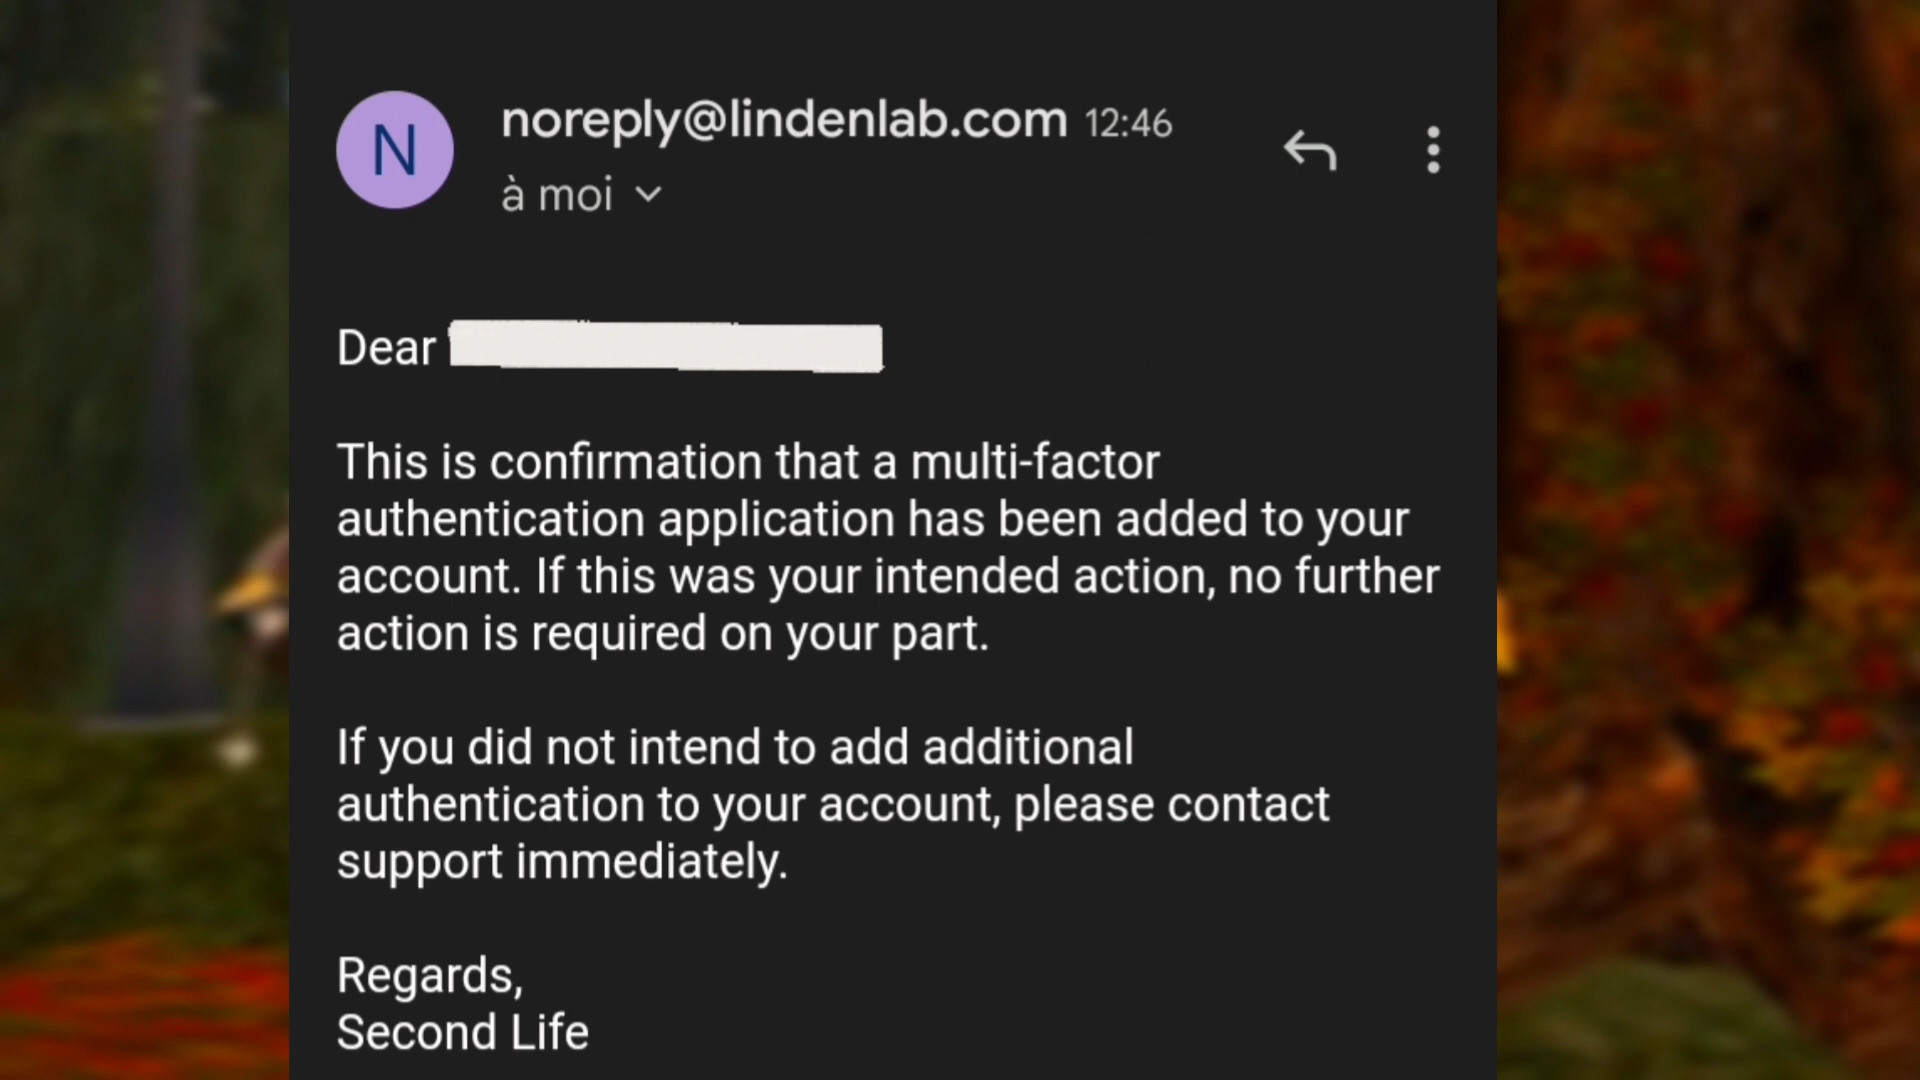 N
noreply@lindenlab.com 12:46
à moi
Dear
This is confirmation that a multi-factor
authentication application has been added to your
account. If this was your intended action, no further
action is required on your part.
If you did not intend to add additional
authentication to your account, please contact
support immediately.
Regards,
Second Life